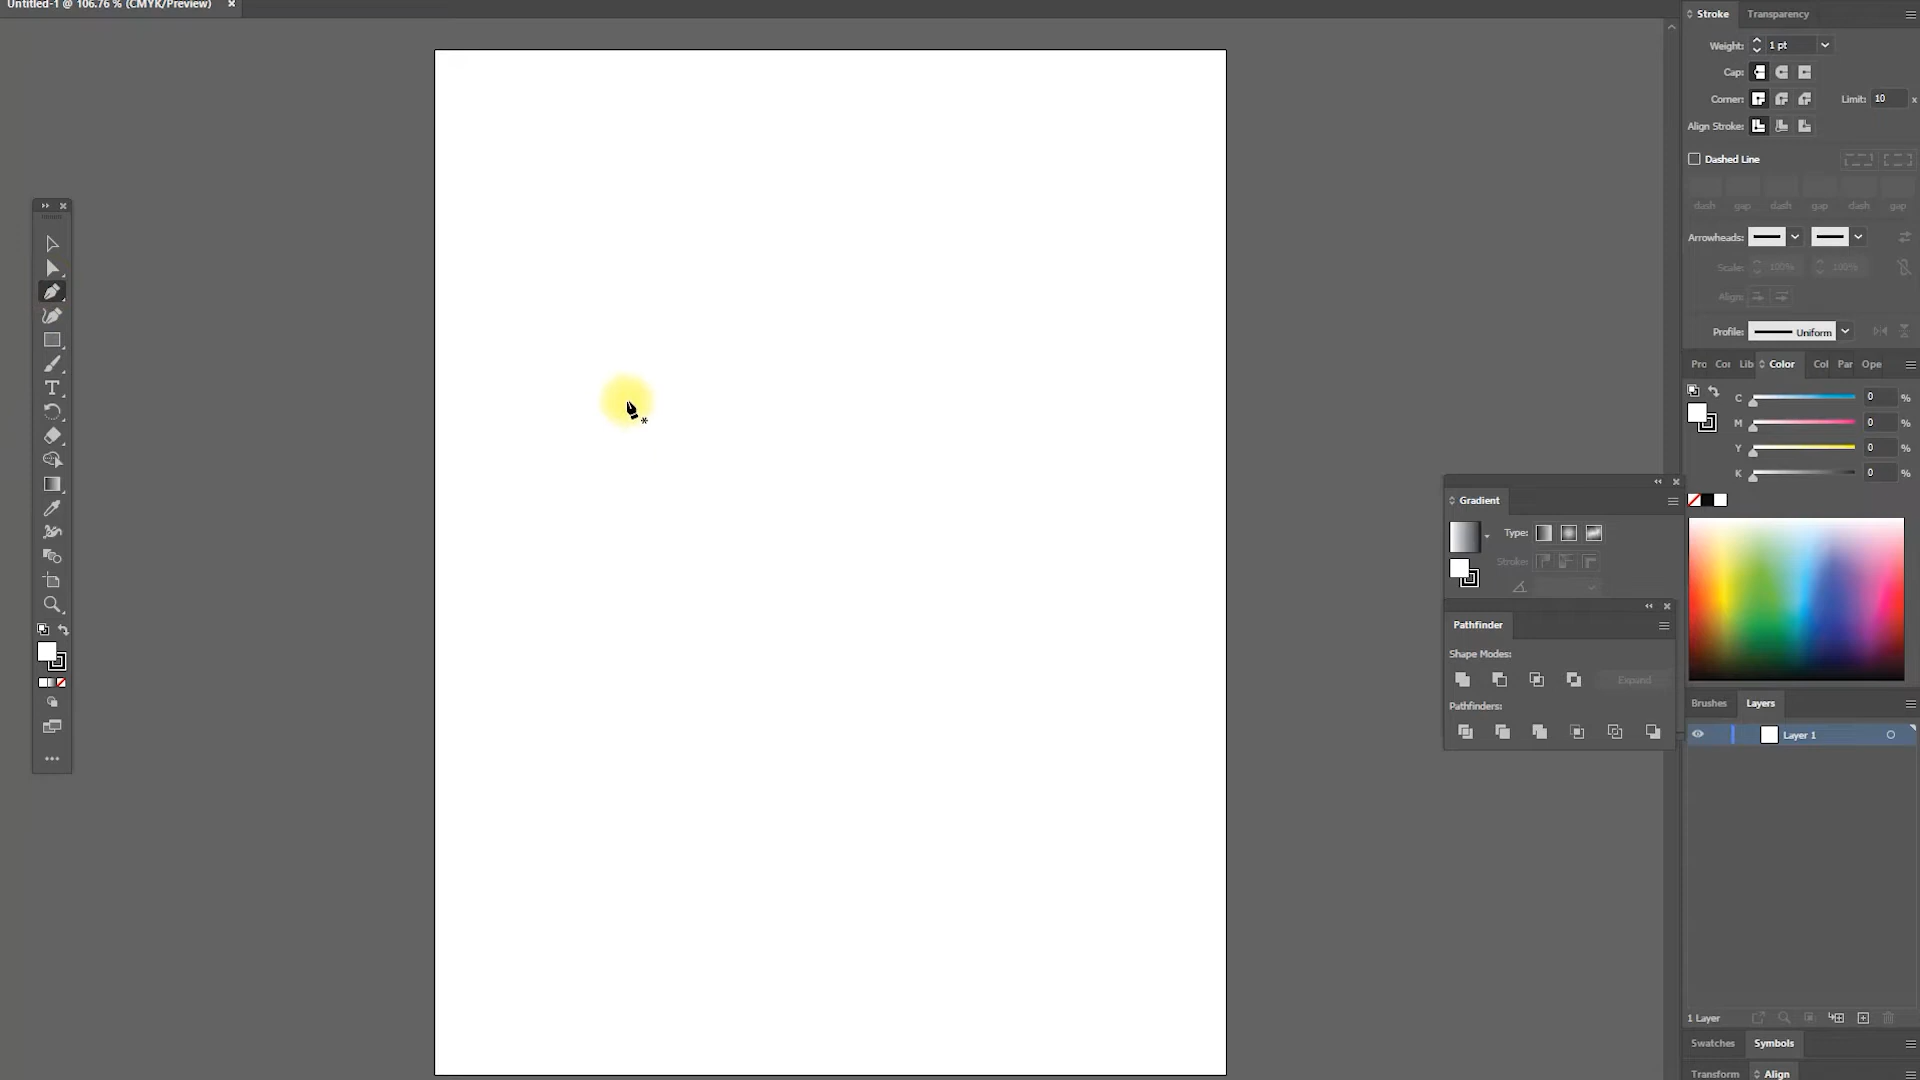 Untitled-1 @ 106.76 % (CMYK/Preview)
Stroke
Transparency
Weight: 1 pt
Cap:
Corner:
Limit: 10 x
Align Stroke:
Dashed Line
dash gap dash gap dash gap
Arrowheads:
Scale: 100% 100%
Align:
Profile: Uniform
Pro Cor Lib Color Col Par Ope
C 0 %
M 0 %
Y 0 %
K 0 %
Gradient
Type:
Stroke:
Pathfinder
Shape Modes:
Expand
Pathfinders:
Brushes Layers
Layer 1
1 Layer
Swatches Symbols
Transform Align